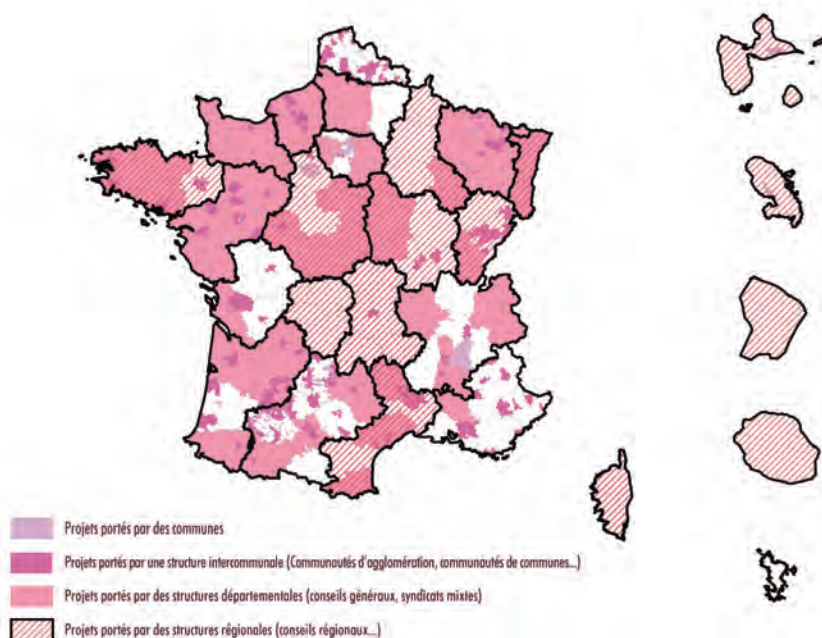 Projets portés par des communes
Projets portés par une structure intercommunale (Communautés d'agglomération, communautés de communes...)
Projets portés par des structures départementales (conseils généraux, syndicats mixtes)
Projets portés par des structures régionales (conseils régionaux...)